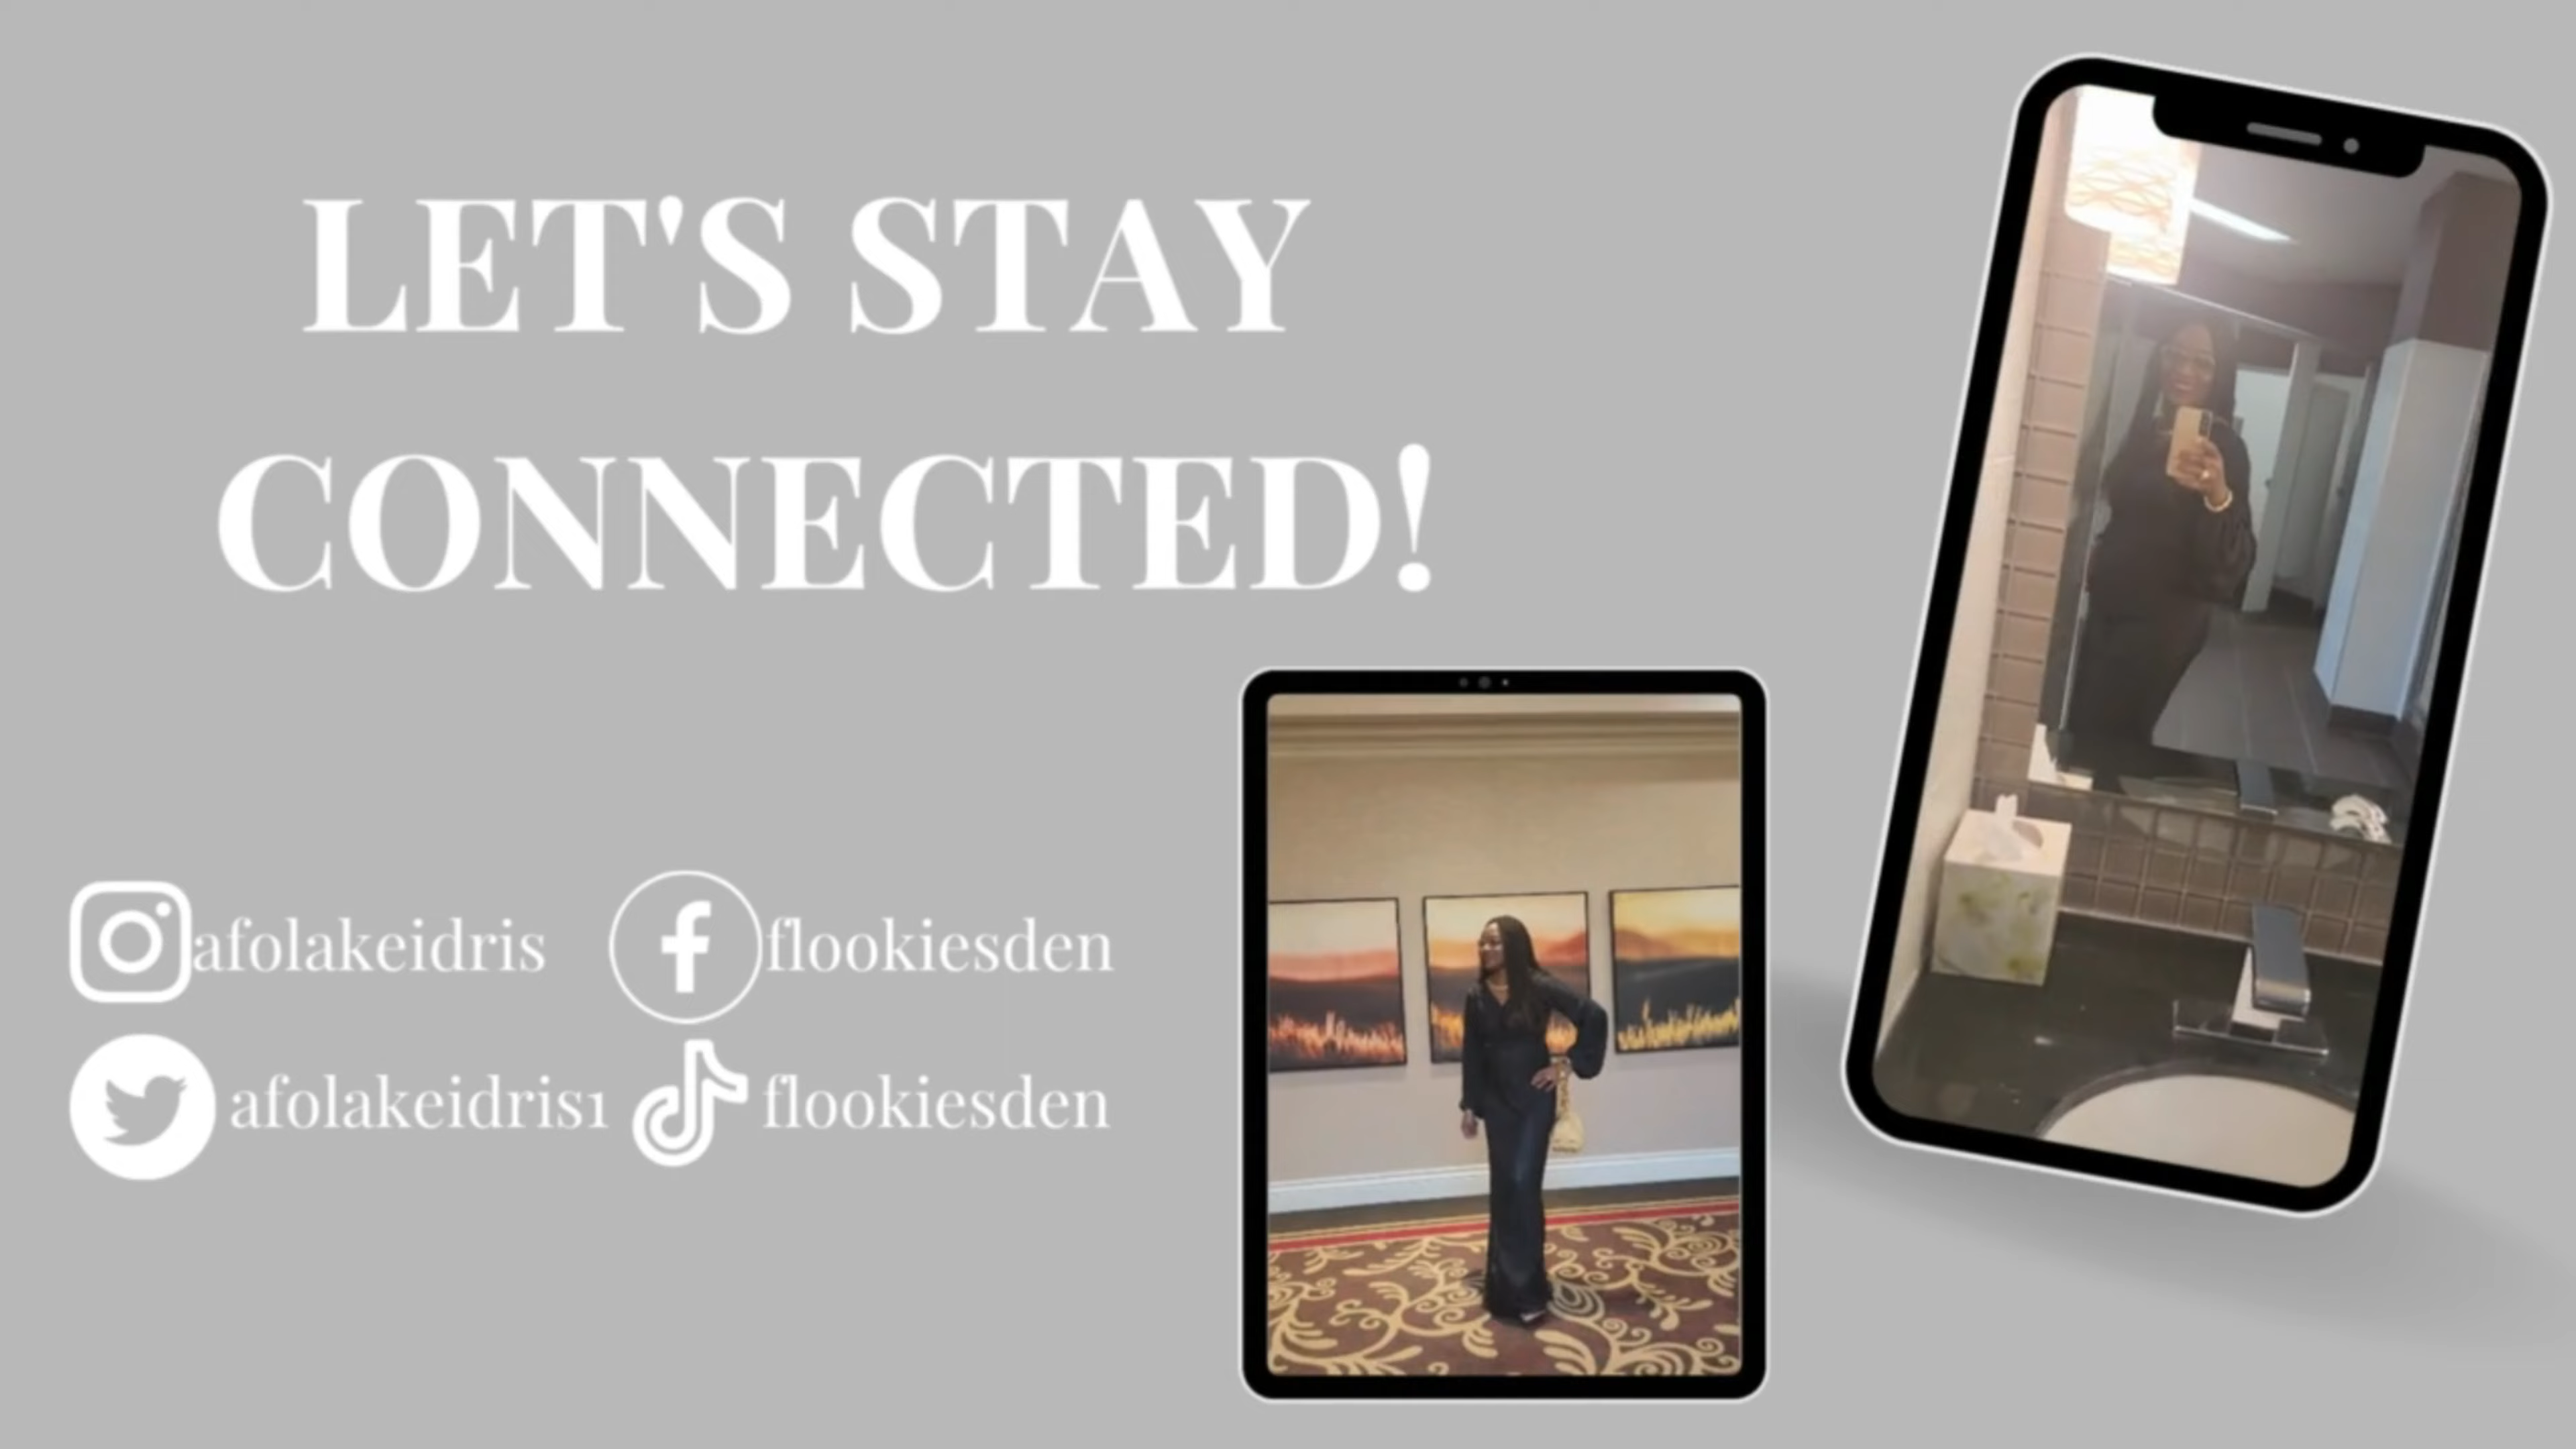 LET'S STAY
CONNECTED!
afolakeidris
flookiesden
afolakeidris1
flookiesden